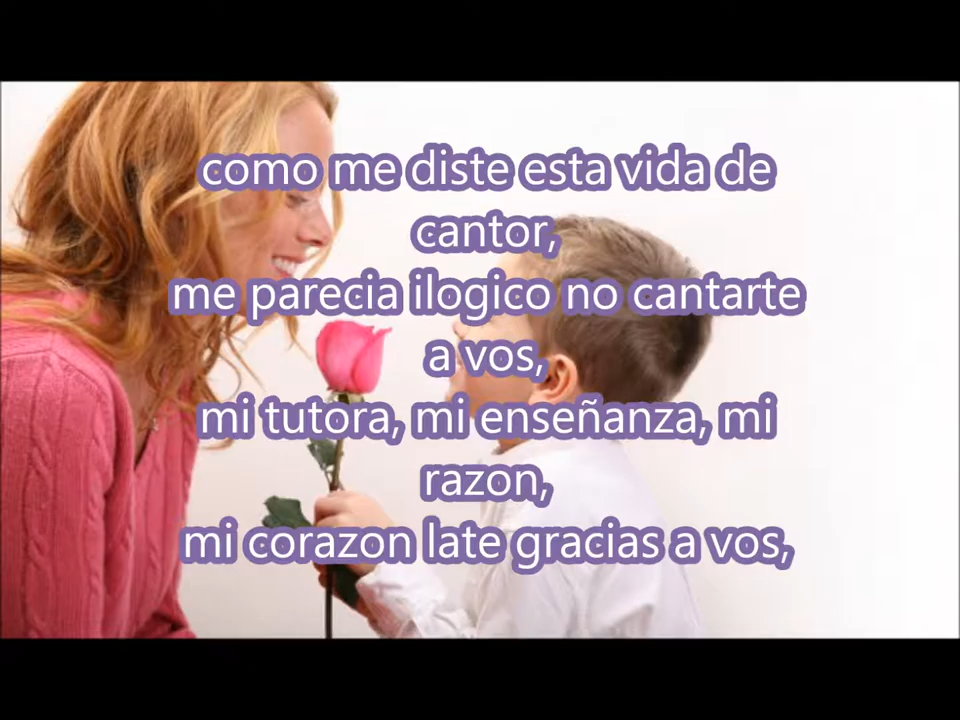 como me diste esta vida de
cantor,
me parecia ilogico no cantarte
a vos,
mi tutora, mi enseñanza, mi
razon,
mi corazon late gracias a vos,